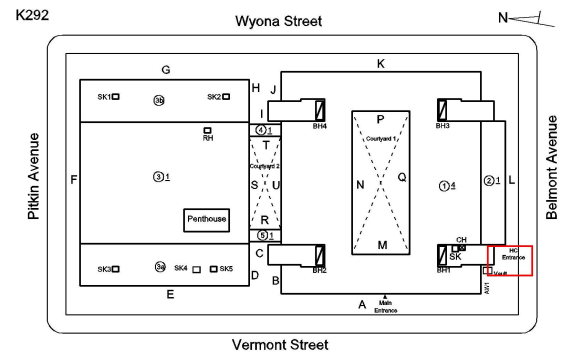 K292
Wyona Street
N
G
K
H
J
SK1
SK2
3b
I
BH4
BH3
P
4 1
RH
T
Courtyard 1
Courtyard 2
Pitkin Avenue
F
3 1
S
U
N
Q
1 4
2 1
L
Belmont Avenue
Penthouse
R
5 1
M
CH
SK
HC
Entrance
C
SK3
3a
SK4
SK5
D
BH2
BH1
Vault
B
AW1
E
A
Main
Entrance
Vermont Street